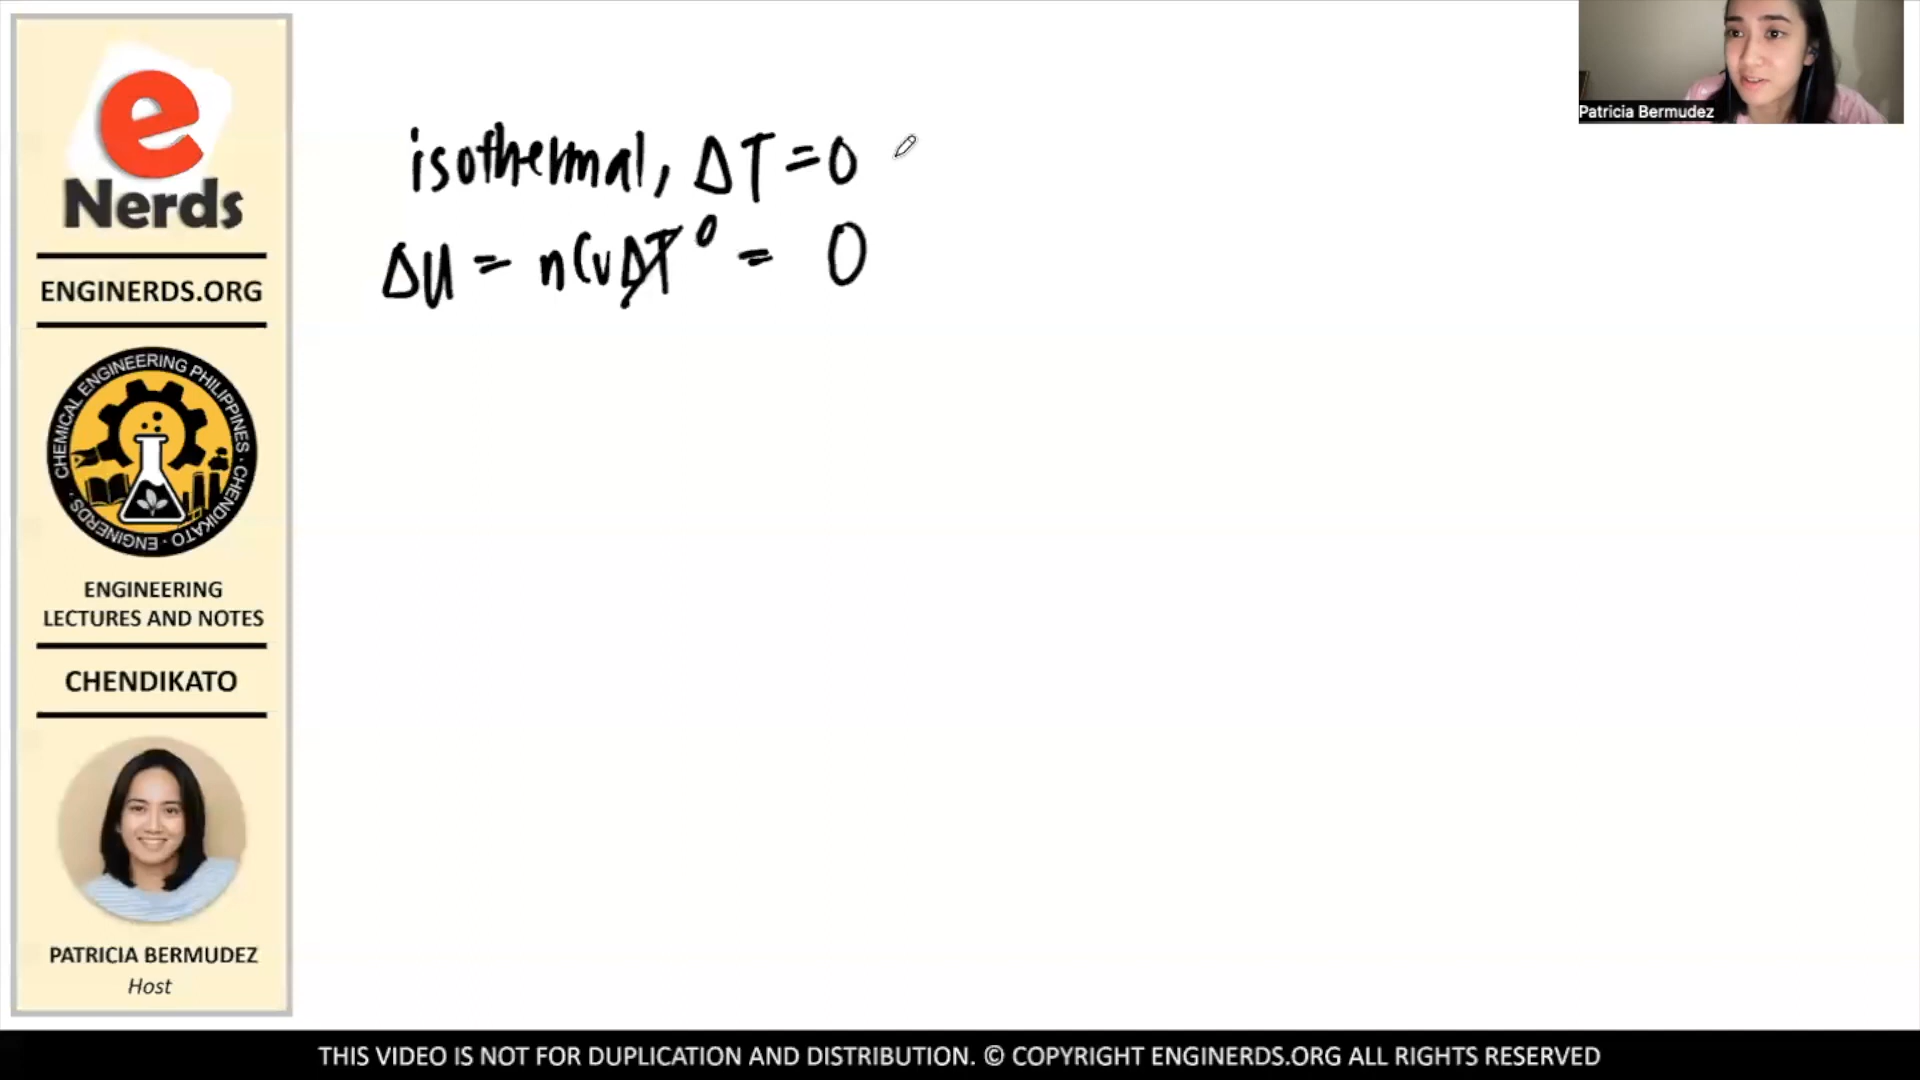 e
Nerds
ENGINERDS.ORG
CHEMICAL ENGINEERING PHILIPPINES · CHENDIKATO · ENGINERDS ·
ENGINEERING
LECTURES AND NOTES
CHENDIKATO
PATRICIA BERMUDEZ
Host
isothermal, ΔT = 0
ΔU = nCvΔT⁰ = 0
Patricia Bermudez
THIS VIDEO IS NOT FOR DUPLICATION AND DISTRIBUTION. © COPYRIGHT ENGINERDS.ORG ALL RIGHTS RESERVED